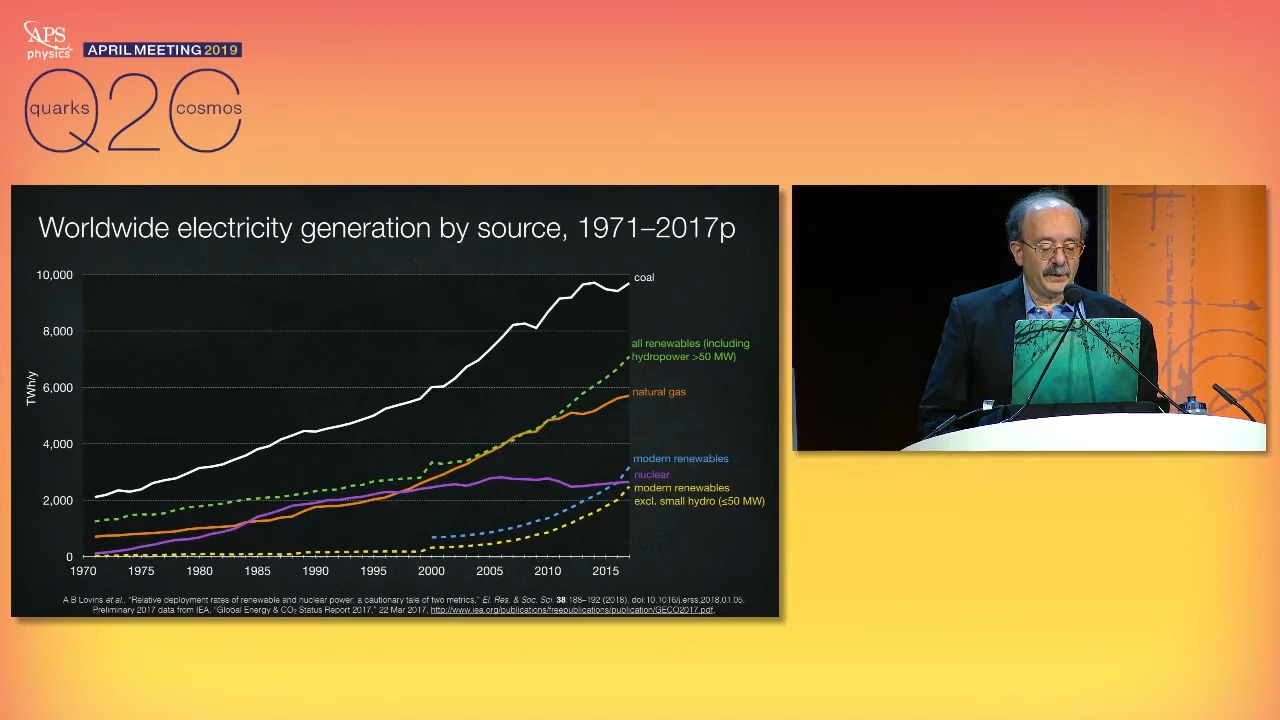 APS
physics
APRIL MEETING 2019
Q2C
quarks
cosmos
Worldwide electricity generation by source, 1971–2017p
TWh/y
10,000
8,000
6,000
4,000
2,000
0
1970 1975 1980 1985 1990 1995 2000 2005 2010 2015
coal
all renewables (including
hydropower >50 MW)
natural gas
modern renewables
nuclear
modern renewables
excl. small hydro (≤50 MW)
A B Lovins et al., “Relative deployment rates of renewable and nuclear power: a cautionary tale of two metrics,” El. Res. & Soc. Sci. 38:188–192 (2018), doi:10.1016/j.erss.2018.01.05.
Preliminary 2017 data from IEA, “Global Energy & CO₂ Status Report 2017,” 22 Mar 2017, http://www.iea.org/publications/freepublications/publication/GECO2017.pdf.